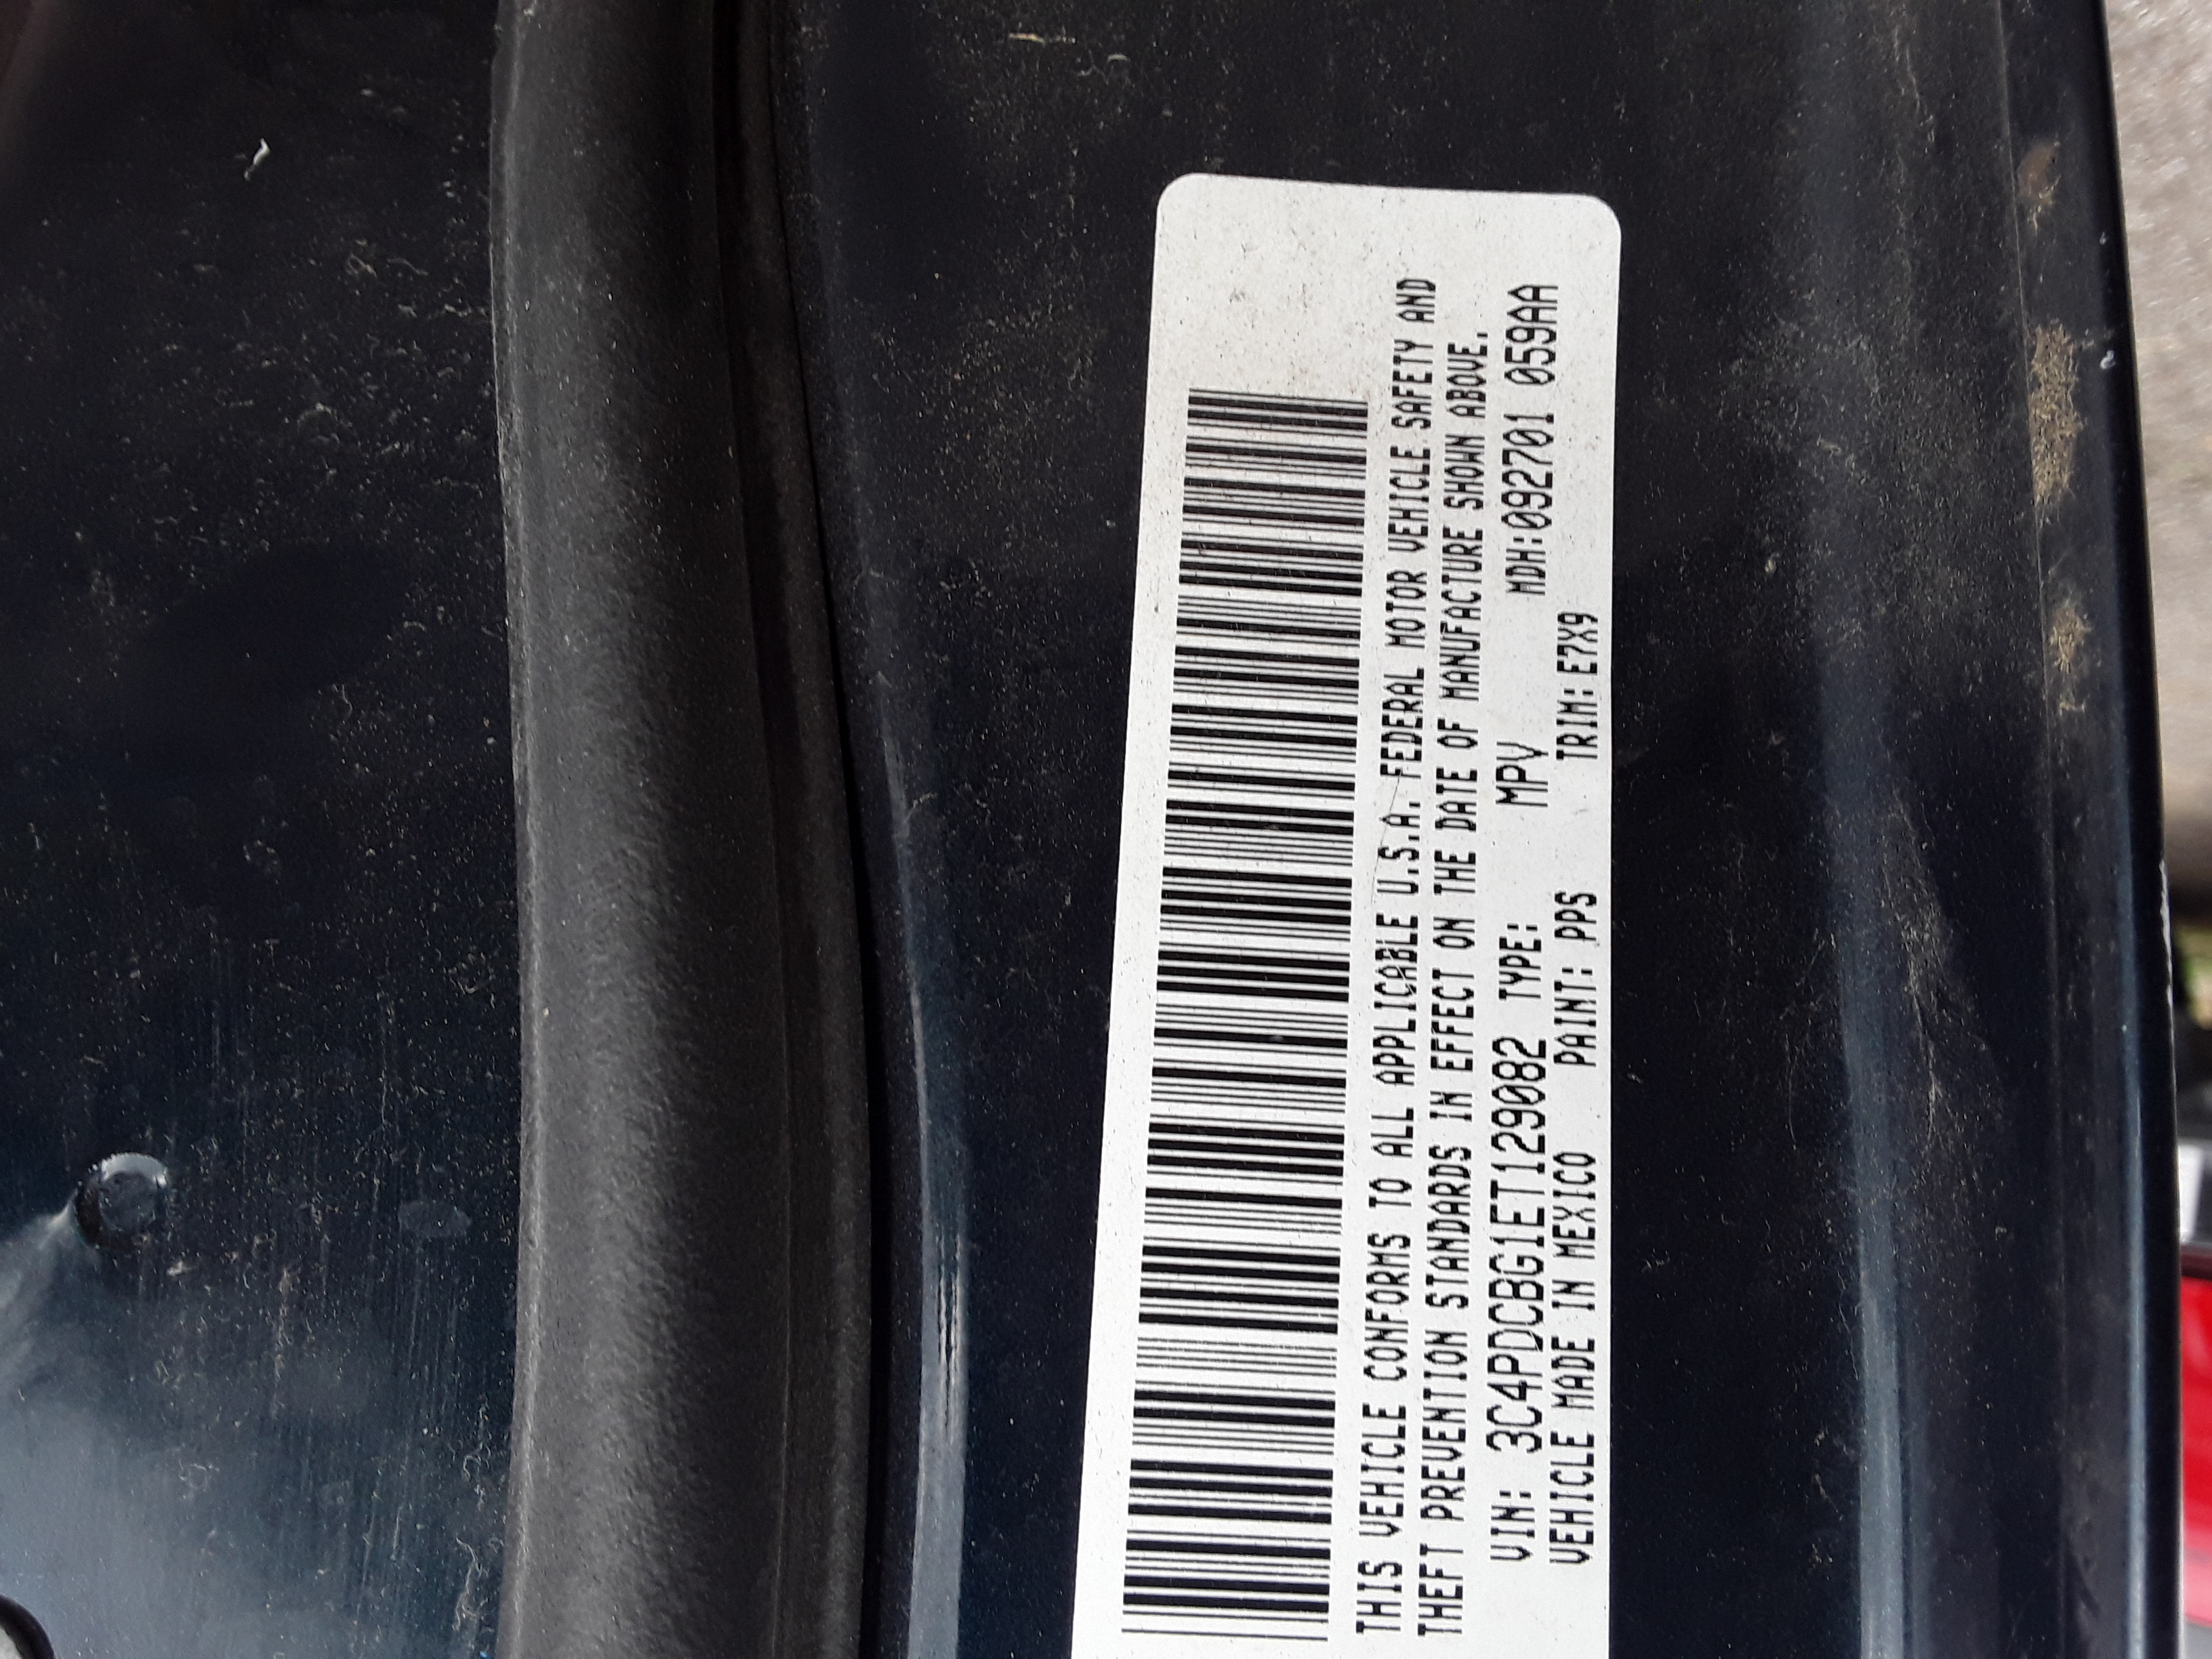 THIS VEHICLE CONFORMS TO ALL APPLICABLE U.S.A. FEDERAL MOTOR VEHICLE SAFETY AND
THEFT PREVENTION STANDARDS IN EFFECT ON THE DATE OF MANUFACTURE SHOWN ABOVE.
VIN: 3C4PDCBG1ET129082 TYPE: MPV MDH:092701 059AA
VEHICLE MADE IN MEXICO PAINT: PPS TRIM: E7X9